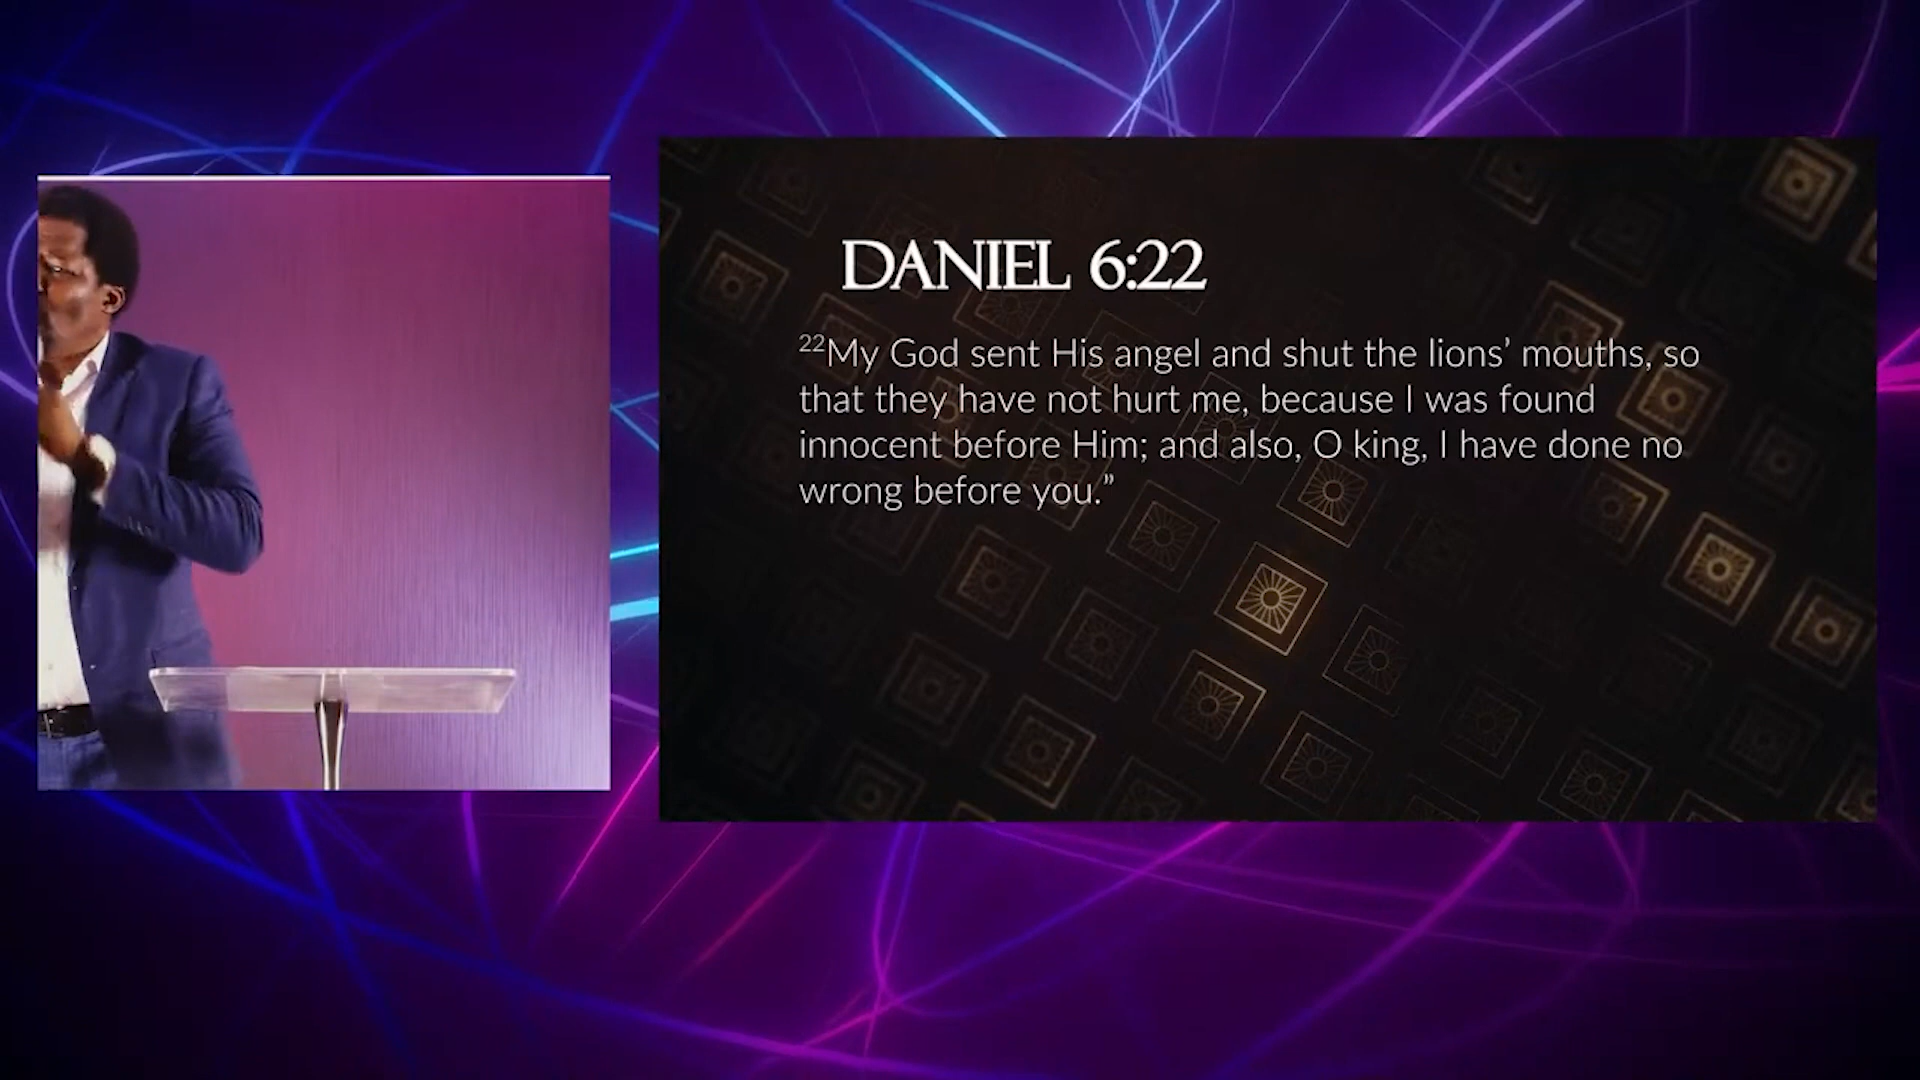 DANIEL 6:22
22My God sent His angel and shut the lions’ mouths, so
that they have not hurt me, because I was found
innocent before Him; and also, O king, I have done no
wrong before you.”